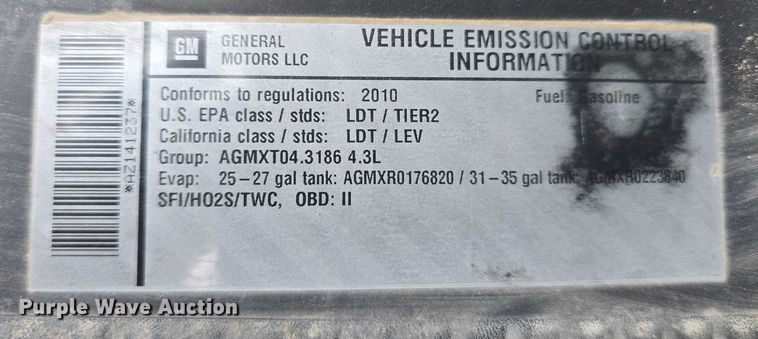 GM
GENERAL
MOTORS LLC
VEHICLE EMISSION CONTROL
INFORMATION
Conforms to regulations: 2010
Fuel: Gasoline
U.S. EPA class / stds: LDT / TIER2
California class / stds: LDT / LEV
Group: AGMXT04.3186 4.3L
Evap: 25-27 gal tank: AGMXR0176820 / 31-35 gal tank: AGMXR0223840
SFI/HO2S/TWC, OBD: II
*AZ141237*
Purple Wave Auction